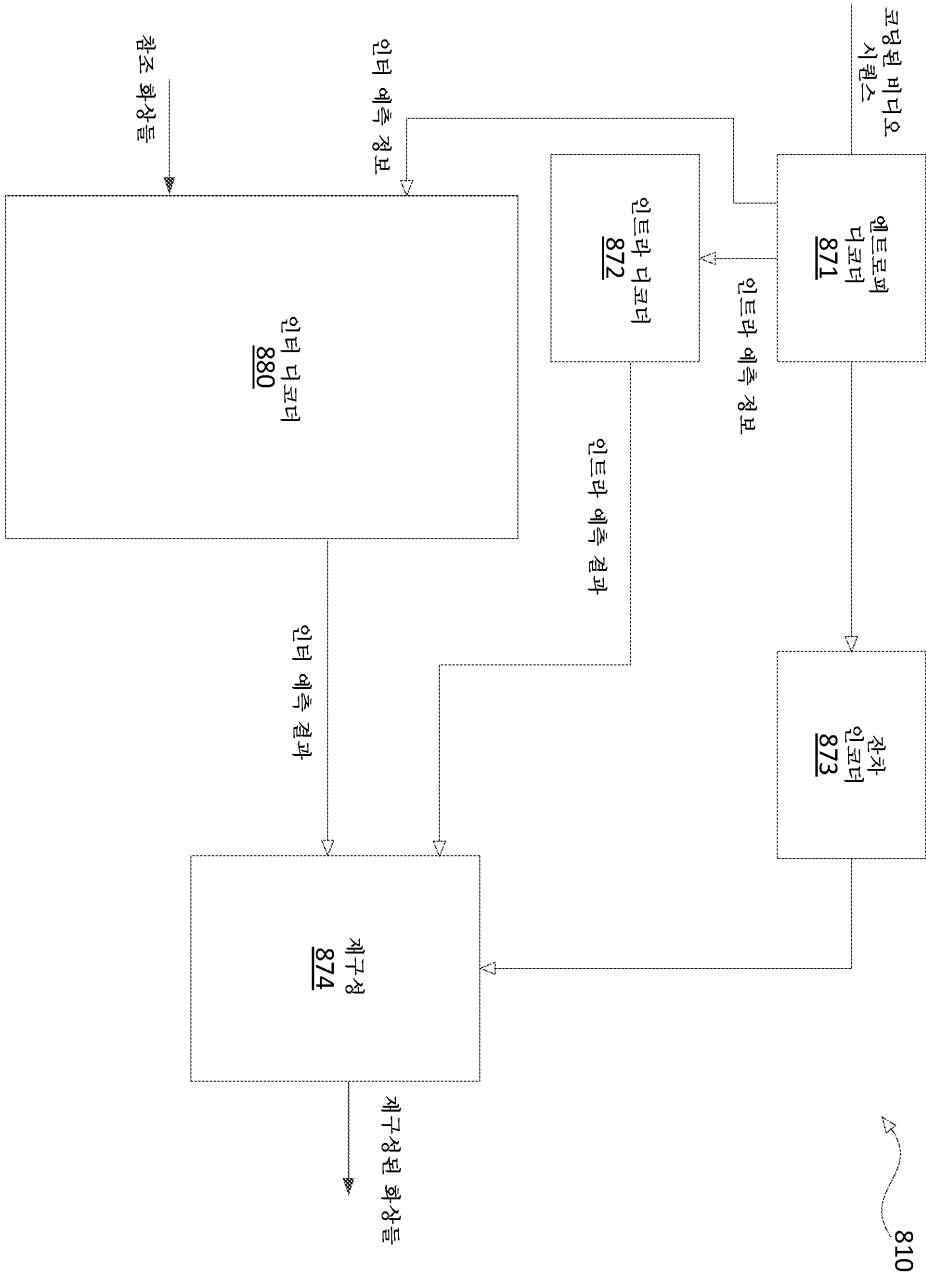 810
코딩된 비디오
시퀀스
엔트로피
디코더
871
잔차
인코더
873
인트라 예측 정보
인트라 디코더
872
인트라 예측 결과
인터 예측 정보
참조 화상들
인터 디코더
880
인터 예측 결과
재구성
874
재구성된 화상들